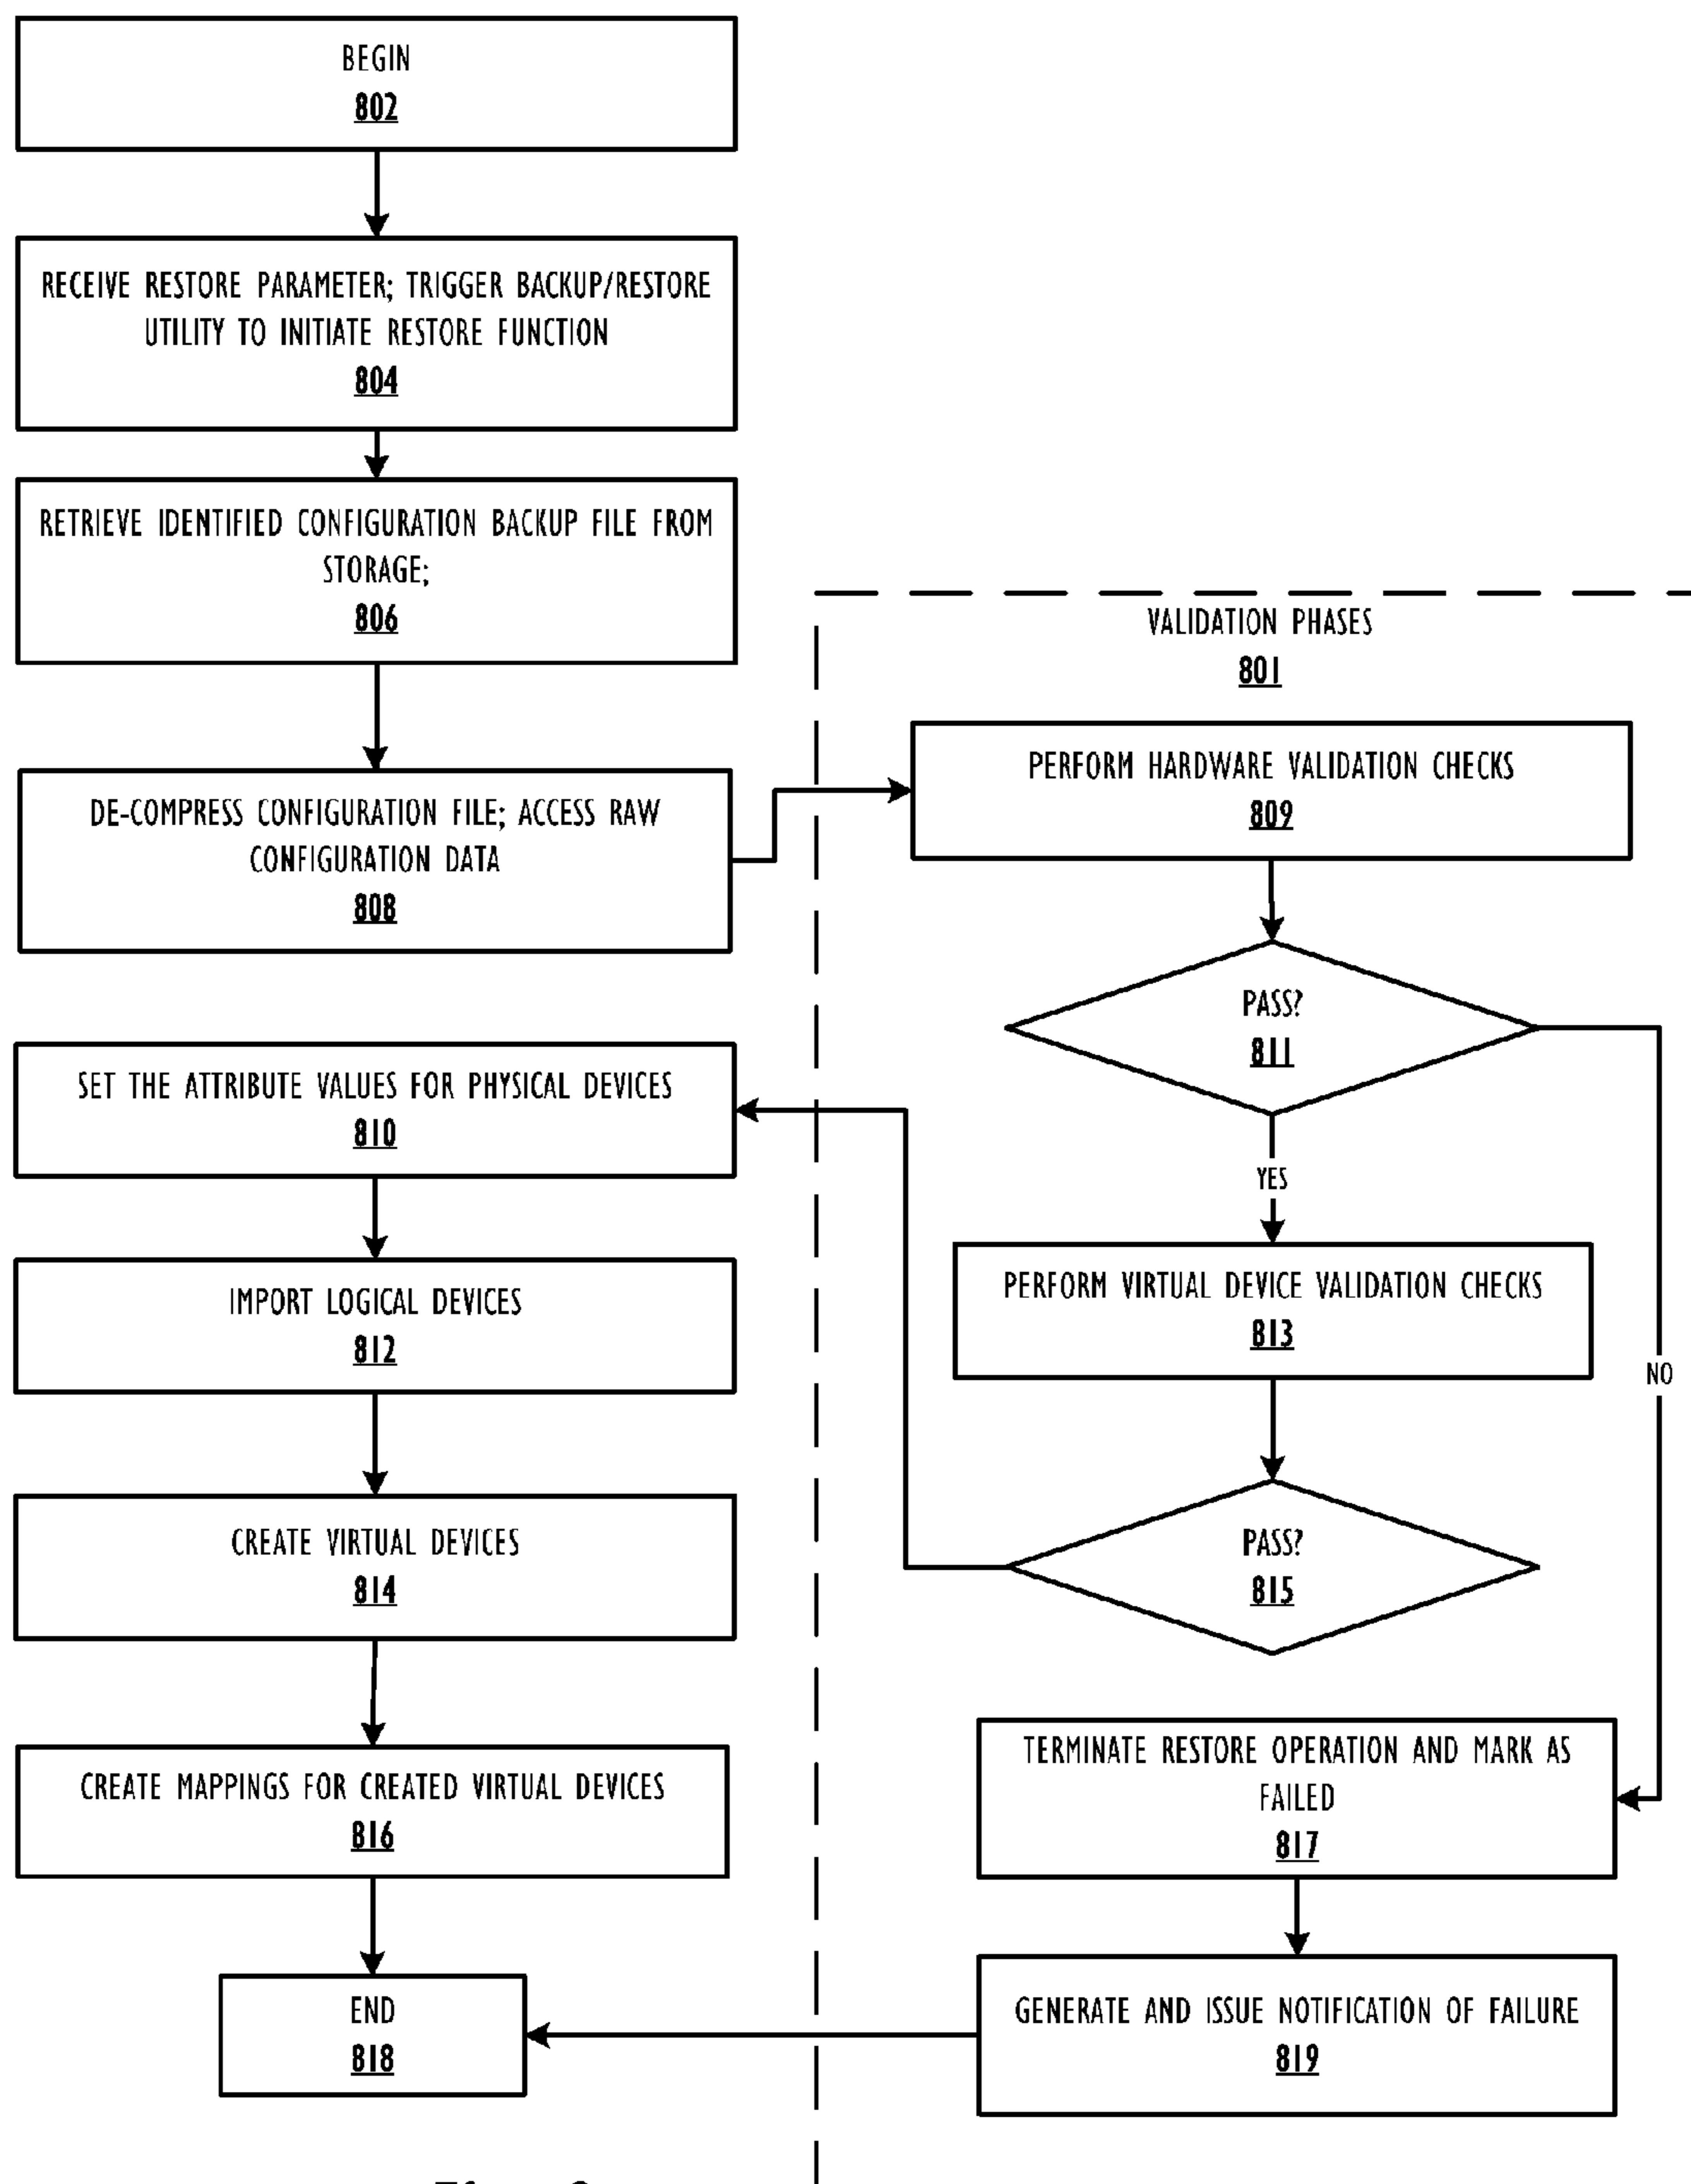 BEGIN
802
RECEIVE RESTORE PARAMETER; TRIGGER BACKUP/RESTORE
UTILITY TO INITIATE RESTORE FUNCTION
804
RETRIEVE IDENTIFIED CONFIGURATION BACKUP FILE FROM
STORAGE;
806
DE-COMPRESS CONFIGURATION FILE; ACCESS RAW
CONFIGURATION DATA
808
SET THE ATTRIBUTE VALUES FOR PHYSICAL DEVICES
810
IMPORT LOGICAL DEVICES
812
CREATE VIRTUAL DEVICES
814
CREATE MAPPINGS FOR CREATED VIRTUAL DEVICES
816
END
818
VALIDATION PHASES
801
PERFORM HARDWARE VALIDATION CHECKS
809
PASS?
811
YES
PERFORM VIRTUAL DEVICE VALIDATION CHECKS
813
NO
PASS?
815
TERMINATE RESTORE OPERATION AND MARK AS
FAILED
817
GENERATE AND ISSUE NOTIFICATION OF FAILURE
819